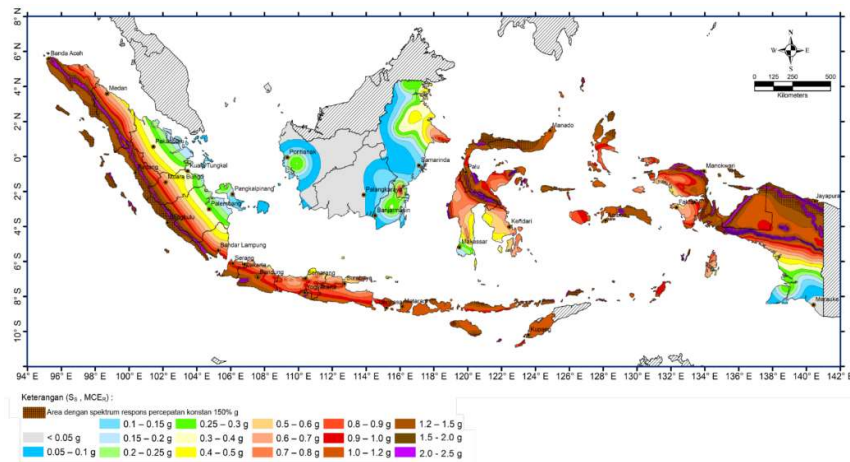 8° N
6° N
4° N
2° N
0°
2° S
4° S
6° S
8° S
10° S
Banda Aceh
Medan
Kuala Tungkal
Muara Bungo
Pangkalpinang
Palembang
Bandar Lampung
Serang
Bandung
Semarang
Surabaya
Pontianak
Samarinda
Palangkaraya
Banjarmasin
Manado
Palu
Kendari
Makassar
Kupang
Manokwari
Jayapura
Merauke
N
W E
S
0 125 250 500
Kilometers
94° E 96° E 98° E 100° E 102° E 104° E 106° E 108° E 110° E 112° E 114° E 116° E 118° E 120° E 122° E 124° E 126° E 128° E 130° E 132° E 134° E 136° E 138° E 140° E 142° E
Keterangan (SS , MCER) :
Area dengan spektrum respons percepatan konstan 150% g
< 0.05 g 0.1 – 0.15 g 0.25 – 0.3 g 0.5 – 0.6 g 0.8 – 0.9 g 1.2 – 1.5 g
0.15 – 0.2 g 0.3 – 0.4 g 0.6 – 0.7 g 0.9 – 1.0 g 1.5 - 2.0 g
0.05 – 0.1 g 0.2 – 0.25 g 0.4 – 0.5 g 0.7 – 0.8 g 1.0 – 1.2 g 2.0 - 2.5 g